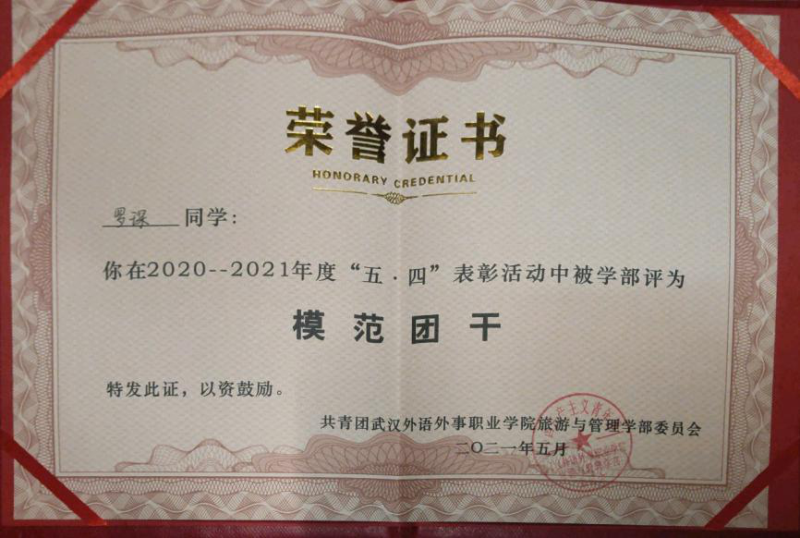 荣誉证书
HONORARY CREDENTIAL
罗深 同学：
你在2020--2021年度“五·四”表彰活动中被学部评为
模范团干
特发此证，以资鼓励。
共青团武汉外语外事职业学院旅游与管理学部委员会
二〇二一年五月